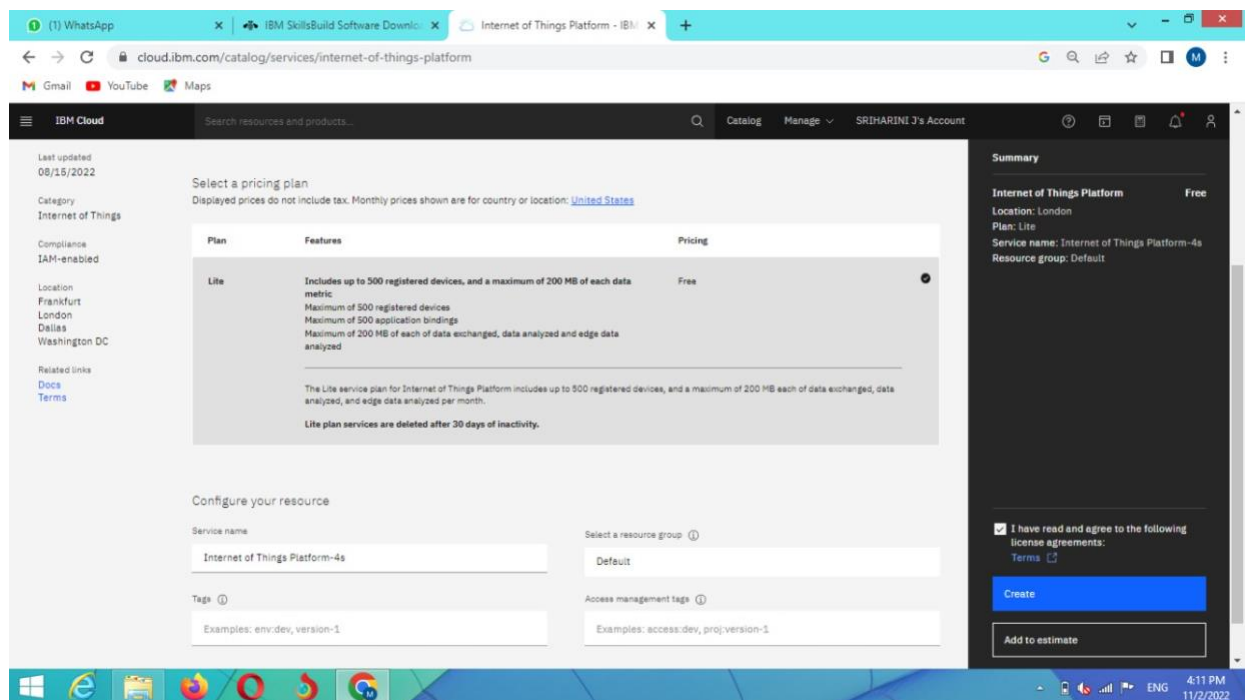 (1) WhatsApp
IBM SkillsBuild Software Downlo
Internet of Things Platform - IBM
cloud.ibm.com/catalog/services/internet-of-things-platform
Gmail YouTube Maps
IBM Cloud
Search resources and products...
Catalog Manage SRIHARINI J's Account
Last updated
08/15/2022
Category
Internet of Things
Compliance
IAM-enabled
Location
Frankfurt
London
Dallas
Washington DC
Related links
Docs
Terms
Select a pricing plan
Displayed prices do not include tax. Monthly prices shown are for country or location: United States
Plan Features Pricing
Lite
Includes up to 500 registered devices, and a maximum of 200 MB of each data
metric
Maximum of 500 registered devices
Maximum of 500 application bindings
Maximum of 200 MB of each of data exchanged, data analyzed and edge data
analyzed
Free
The Lite service plan for Internet of Things Platform includes up to 500 registered devices, and a maximum of 200 MB each of data exchanged, data
analyzed, and edge data analyzed per month.
Lite plan services are deleted after 30 days of inactivity.
Configure your resource
Service name
Internet of Things Platform-4s
Select a resource group
Default
Tags
Examples: env:dev, version-1
Access management tags
Examples: access:dev, proj:version-1
Summary
Internet of Things Platform Free
Location: London
Plan: Lite
Service name: Internet of Things Platform-4s
Resource group: Default
I have read and agree to the following
license agreements:
Terms
Create
Add to estimate
ENG
4:11 PM
11/2/2022